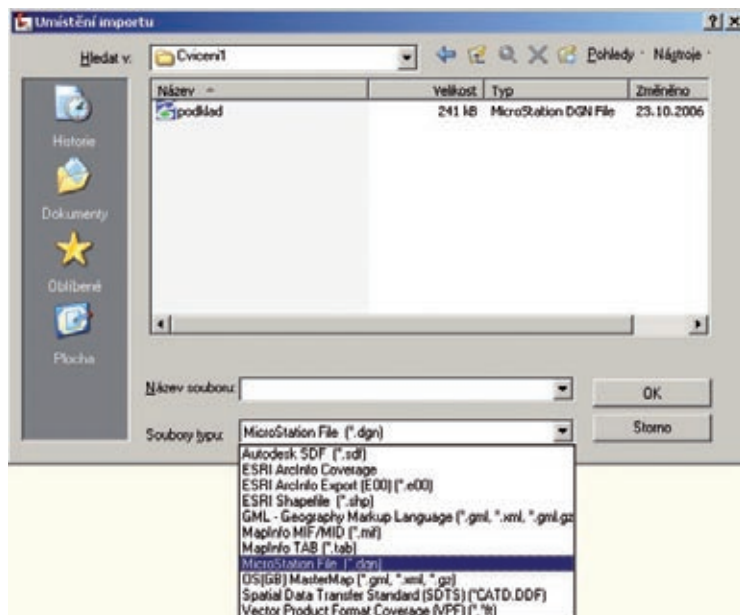 Umístění importu
Hledat v: Cviceni1 Pohledy Nástroje
Název Velikost Typ Změněno
podklad 241 kB MicroStation DGN File 23.10.2006
Historie
Dokumenty
Oblíbené
Plocha
Název souboru: OK
Soubory typu: MicroStation File (*.dgn) Storno
Autodesk SDF (*.sdf)
ESRI ArcInfo Coverage
ESRI ArcInfo Export (E00) (*.e00)
ESRI Shapefile (*.shp)
GML - Geography Markup Language (*.gml, *.xml, *.gml.gz
MapInfo MIF/MID (*.mif)
MapInfo TAB (*.tab)
MicroStation File (*.dgn)
OS(GB) MasterMap (*.gml, *.xml, *.gz)
Spatial Data Transfer Standard (SDTS) (*CATD.DDF)
Vector Product Format Coverage (VPF) (*.*ft)